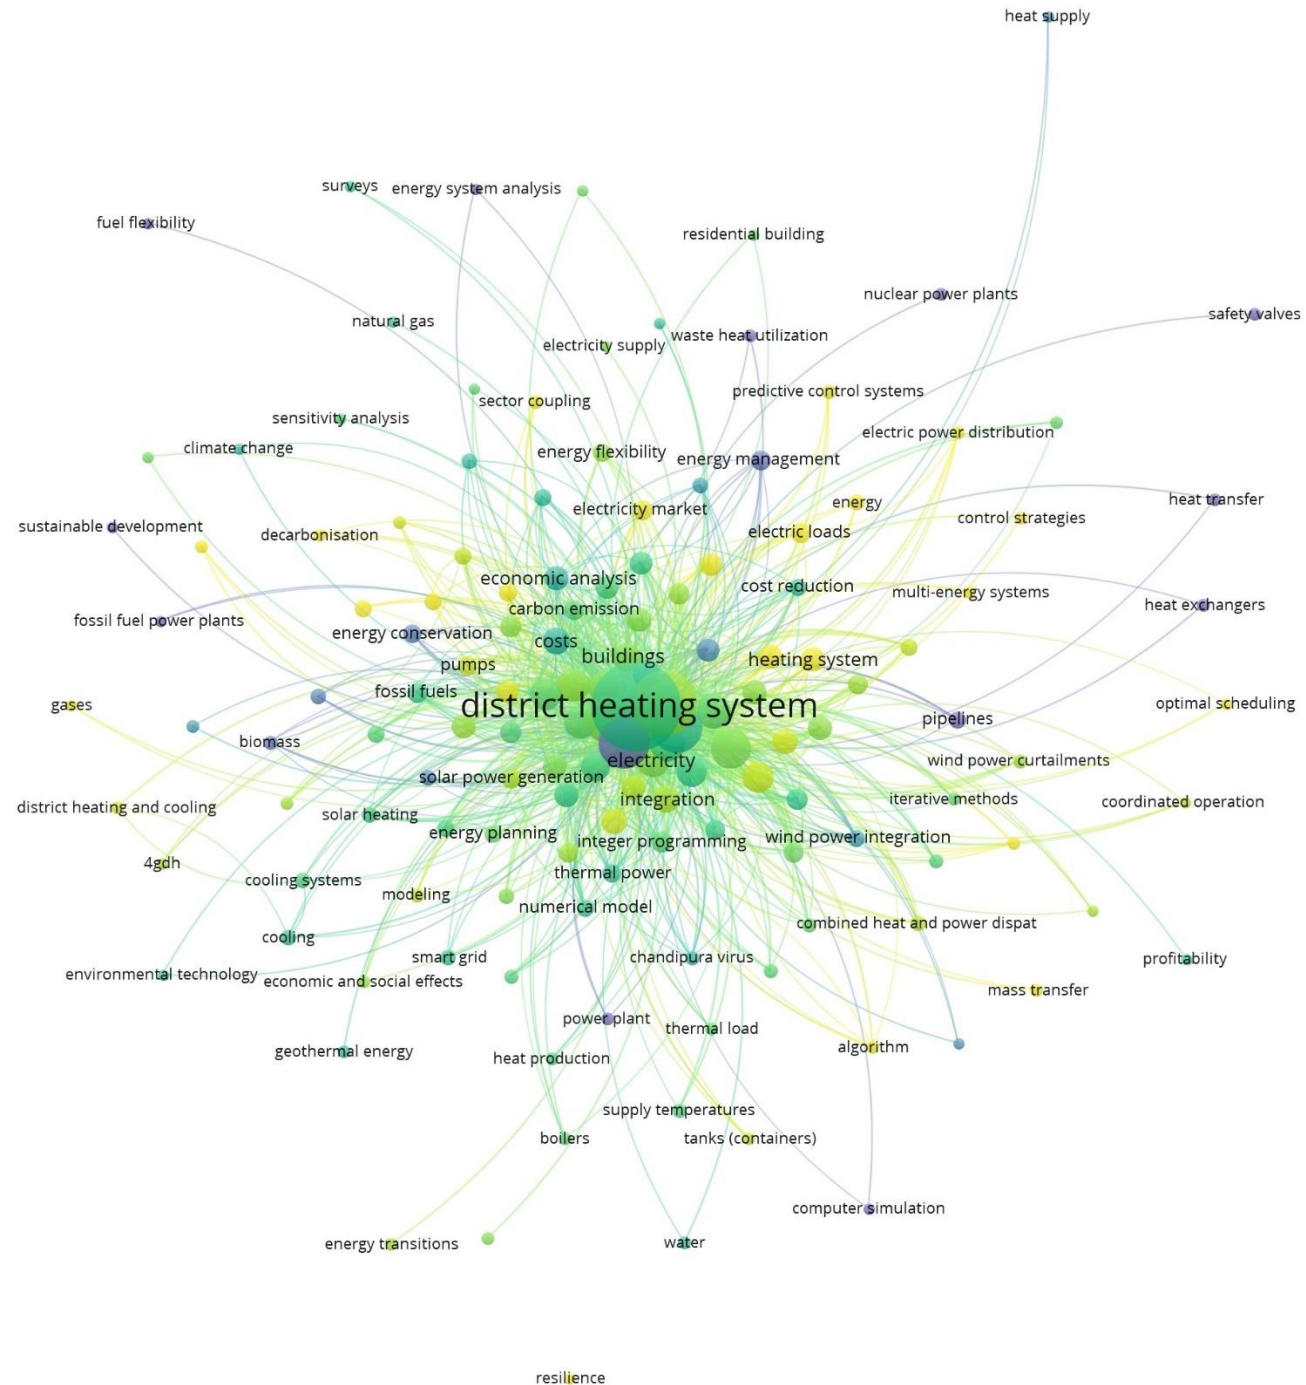 heat supply
surveys
energy system analysis
fuel flexibility
residential building
nuclear power plants
safety valves
natural gas
waste heat utilization
electricity supply
predictive control systems
sector coupling
sensitivity analysis
electric power distribution
climate change
energy flexibility
energy management
heat transfer
energy
electricity market
control strategies
sustainable development
decarbonisation
electric loads
economic analysis
cost reduction
multi-energy systems
heat exchangers
carbon emission
fossil fuel power plants
energy conservation
costs
buildings
heating system
pumps
fossil fuels
gases
district heating system
optimal scheduling
pipelines
biomass
electricity
wind power curtailments
solar power generation
integration
iterative methods
coordinated operation
district heating and cooling
solar heating
energy planning
integer programming
wind power integration
4gdh
thermal power
cooling systems
modeling
numerical model
combined heat and power dispat
cooling
smart grid
chandipura virus
profitability
environmental technology
economic and social effects
mass transfer
power plant
thermal load
algorithm
geothermal energy
heat production
supply temperatures
boilers
tanks (containers)
computer simulation
energy transitions
water
resilience